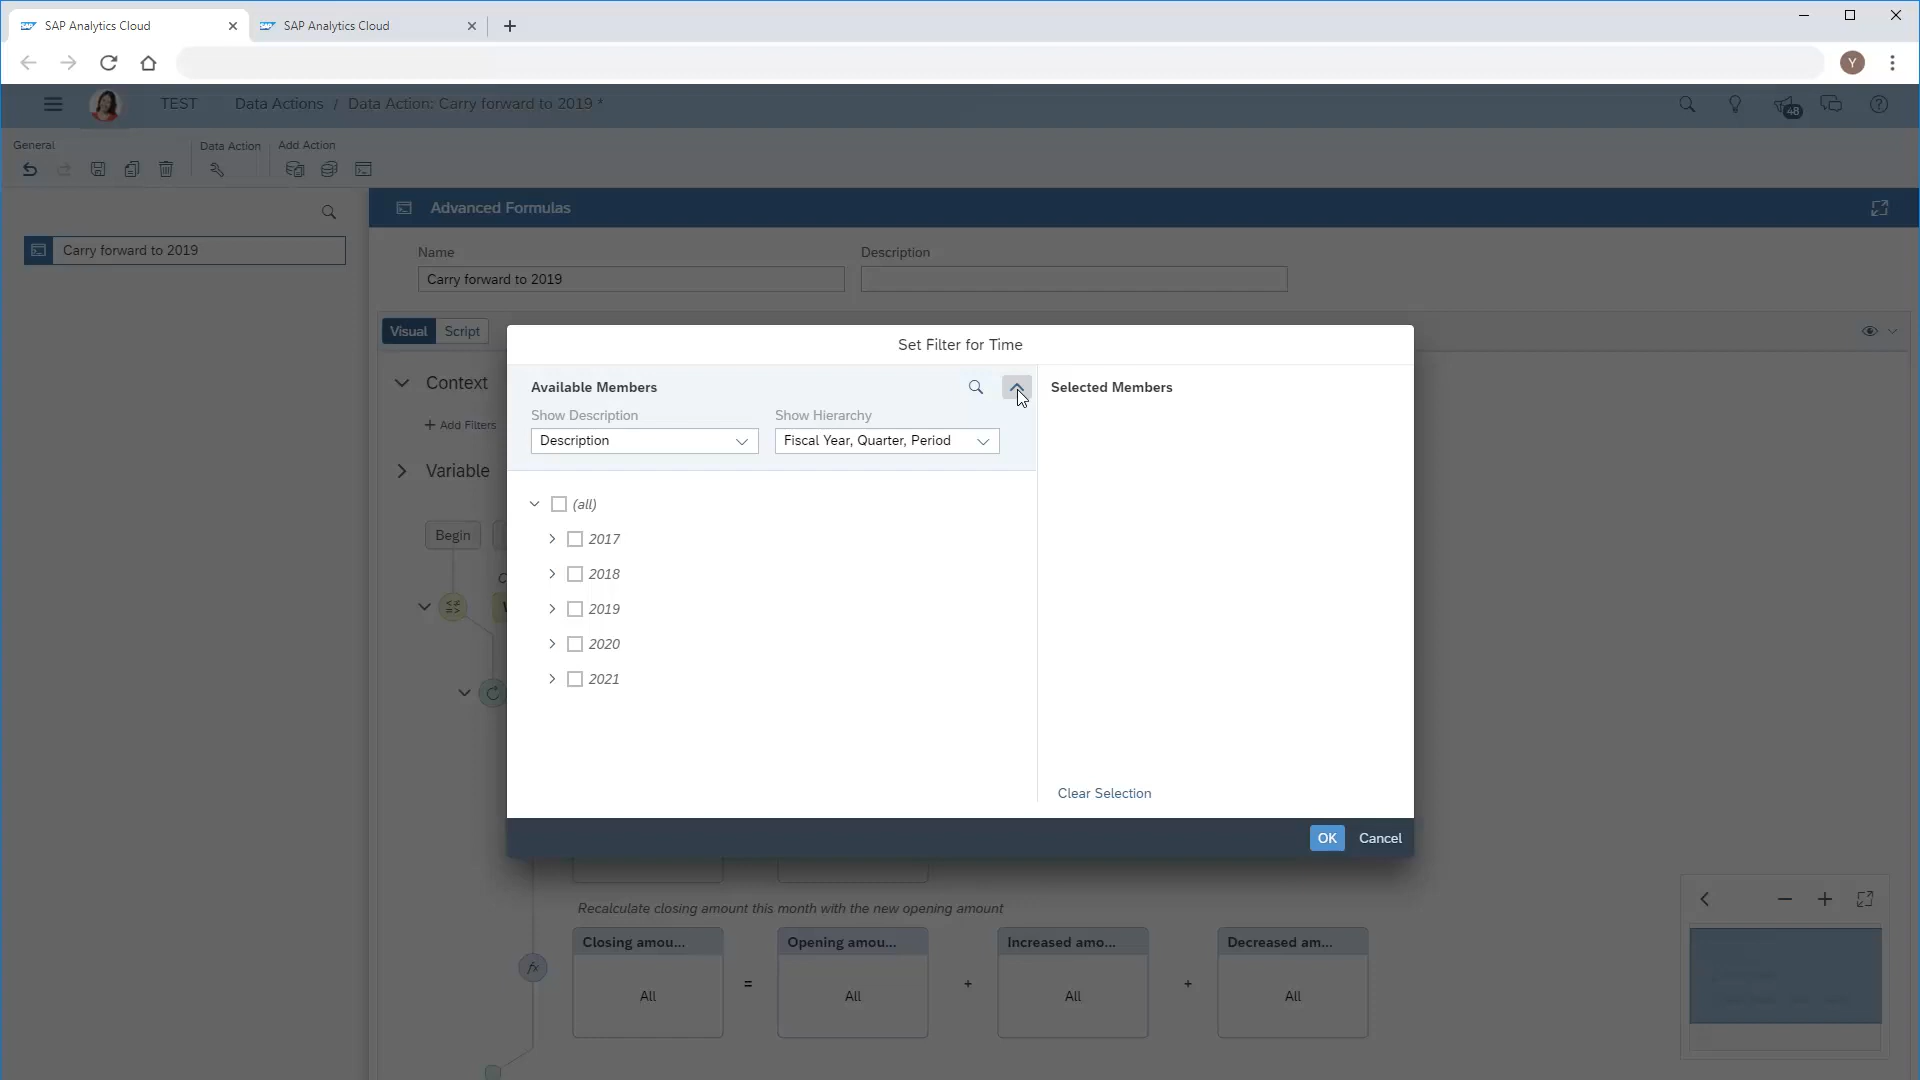 SAP Analytics Cloud
SAP Analytics Cloud
Y
TEST
Data Actions / Data Action: Carry forward to 2019 *
48
General
Data Action
Add Action
Advanced Formulas
Carry forward to 2019
Name
Description
Carry forward to 2019
Visual
Script
Set Filter for Time
Context
Available Members
Selected Members
Show Description
Show Hierarchy
+ Add Filters
Description
Fiscal Year, Quarter, Period
Variable
(all)
Begin
2017
2018
2019
2020
2021
Clear Selection
OK
Cancel
Recalculate closing amount this month with the new opening amount
Closing amou...
Opening amou...
Increased amo...
Decreased am...
fx
All = All + All + All